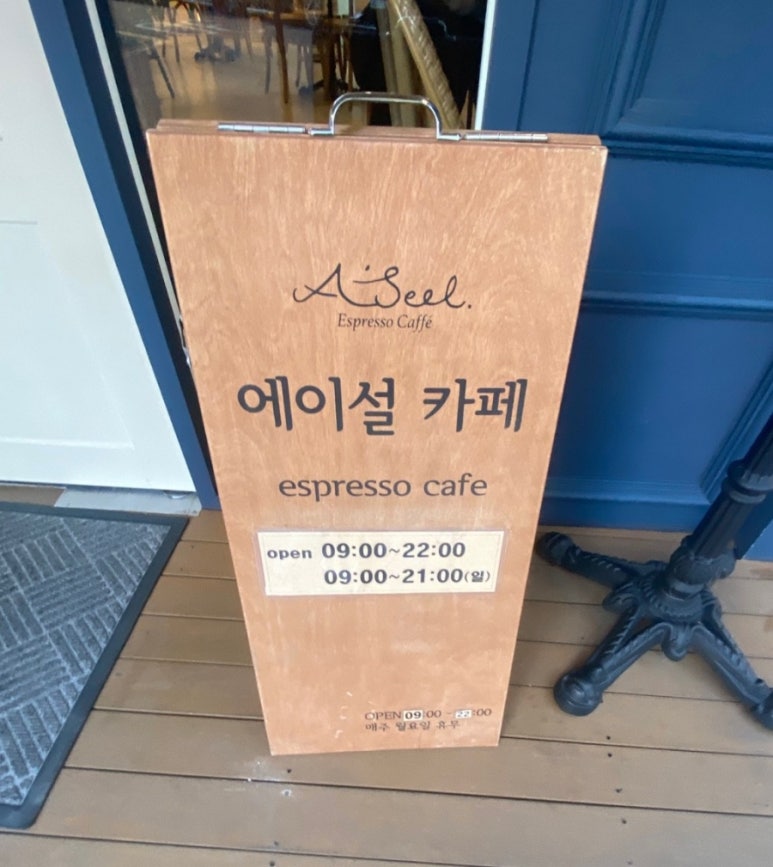 A'Seel.
Espresso Caffé
에이설 카페
espresso cafe
open 09:00~22:00
09:00~21:00(일)
OPEN 09:00 - 22:00
매주 월요일 휴무